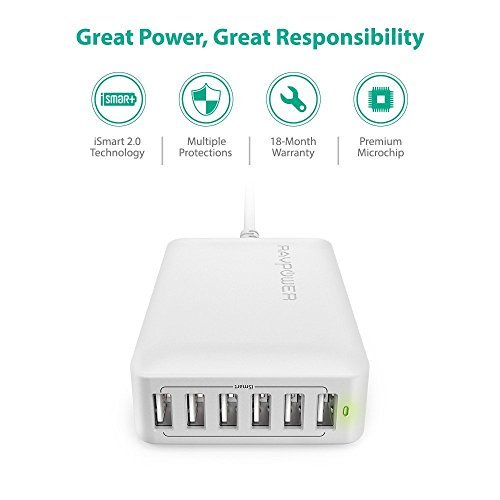 Great Power, Great Responsibility
iSMART
iSmart 2.0
Technology
Multiple
Protections
18-Month
Warranty
Premium
Microchip
RAVPOWER
iSmart